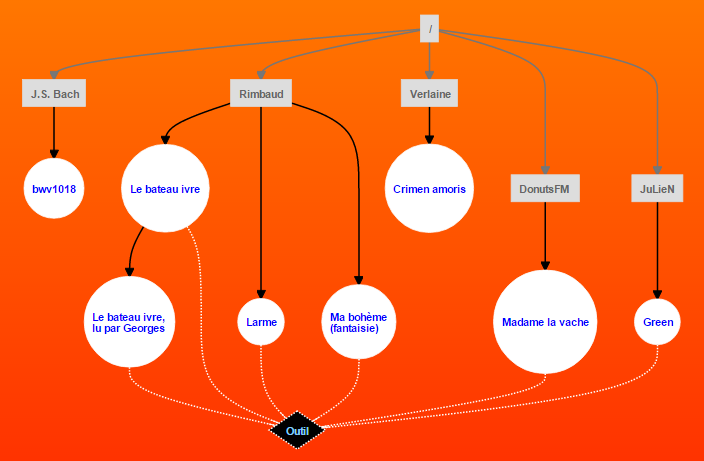 /
J.S. Bach
Rimbaud
Verlaine
bwv1018
Le bateau ivre
Crimen amoris
DonutsFM
JuLieN
Le bateau ivre,
lu par Georges
Larme
Ma bohème
(fantaisie)
Madame la vache
Green
Outil